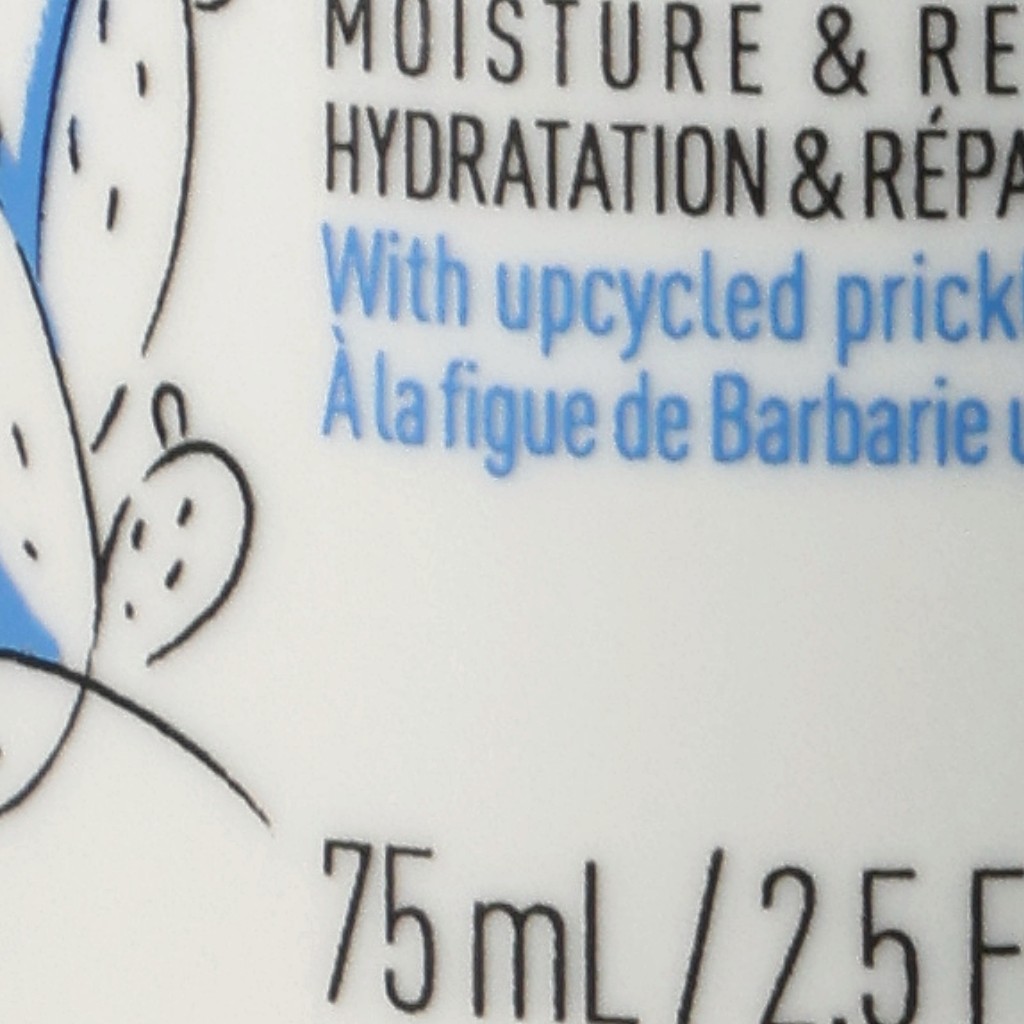 MOISTURE & RE
HYDRATATION & RÉPA
With upcycled prick
À la figue de Barbarie u
75 mL / 2.5 F